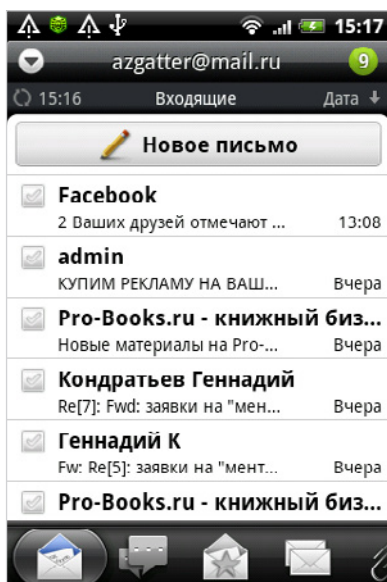 15:17
azgatter@mail.ru 9
15:16 Входящие Дата
Новое письмо
Facebook
2 Ваших друзей отмечают ... 13:08
admin
КУПИМ РЕКЛАМУ НА ВАШ... Вчера
Pro-Books.ru - книжный биз...
Новые материалы на Pro-... Вчера
Кондратьев Геннадий
Re[7]: Fwd: заявки на "мен... Вчера
Геннадий К
Fw: Re[5]: заявки на "мент... Вчера
Pro-Books.ru - книжный биз...